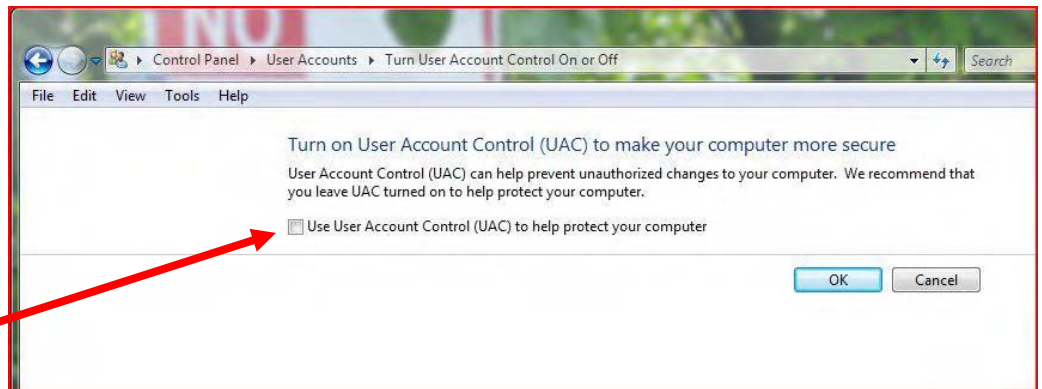 NO
Control Panel ▸ User Accounts ▸ Turn User Account Control On or Off
Search
File Edit View Tools Help
Turn on User Account Control (UAC) to make your computer more secure
User Account Control (UAC) can help prevent unauthorized changes to your computer. We recommend that
you leave UAC turned on to help protect your computer.
Use User Account Control (UAC) to help protect your computer
OK Cancel